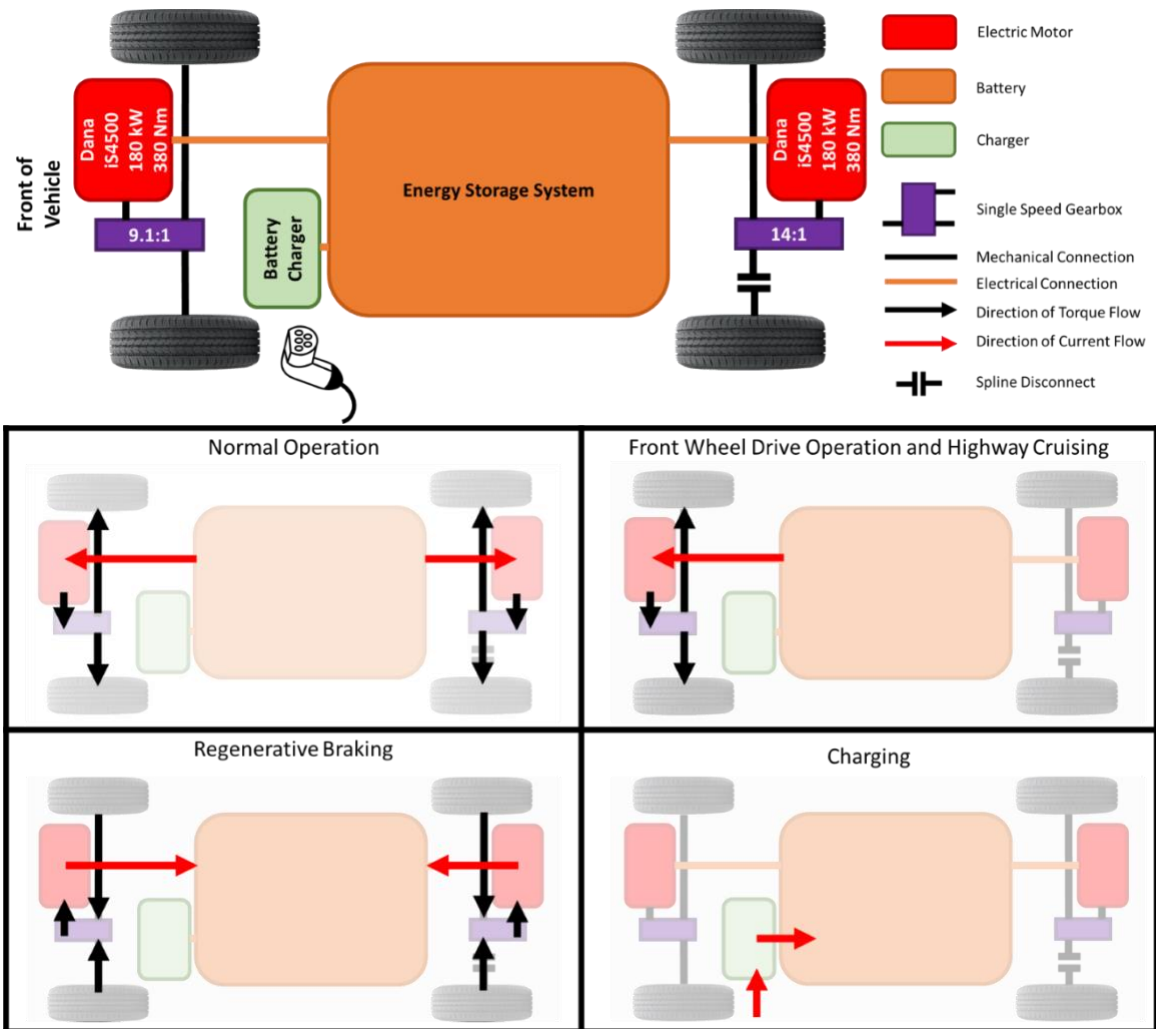 Front of
Vehicle
Dana
iS4500
180 kW
380 Nm
9.1:1
Battery
Charger
Energy Storage System
Dana
iS4500
180 kW
380 Nm
14:1
Electric Motor
Battery
Charger
Single Speed Gearbox
Mechanical Connection
Electrical Connection
Direction of Torque Flow
Direction of Current Flow
Spline Disconnect
Normal Operation
Front Wheel Drive Operation and Highway Cruising
Regenerative Braking
Charging